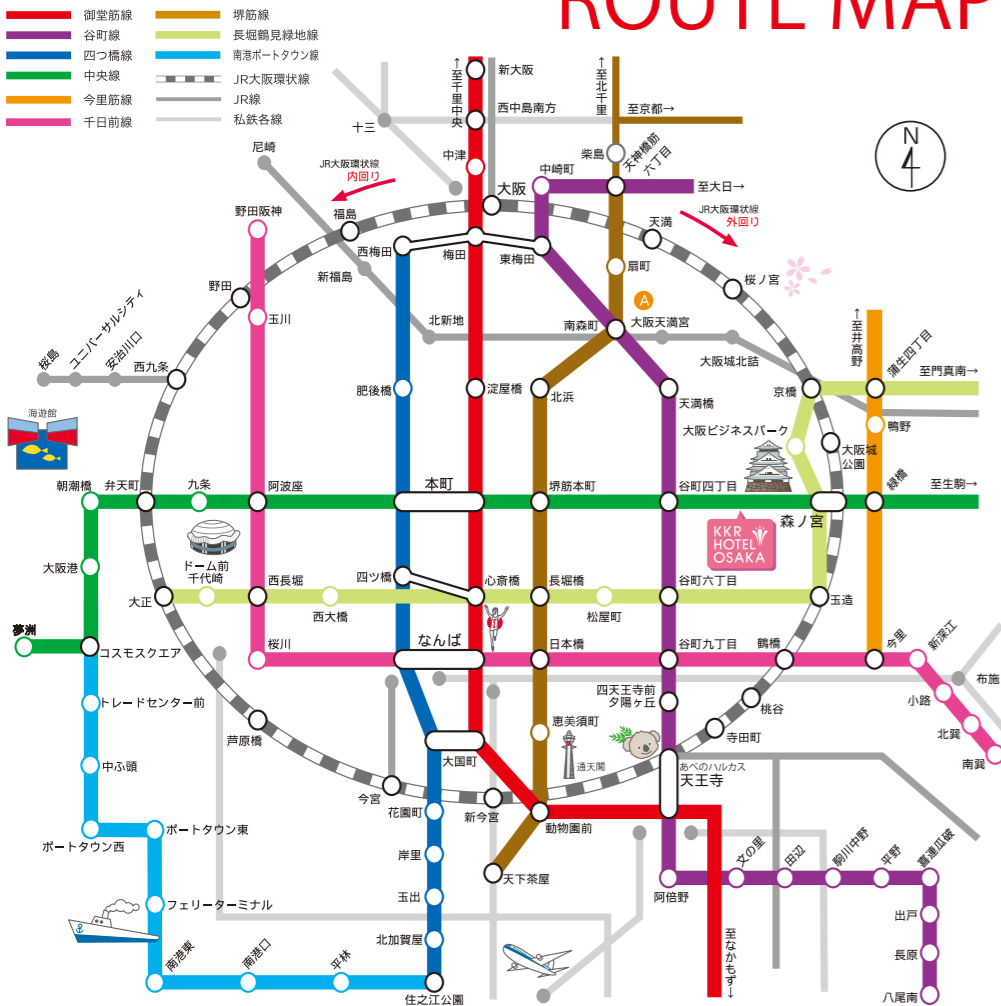 ROUTE MAP
御堂筋線
谷町線
四つ橋線
中央線
今里筋線
千日前線
堺筋線
長堀鶴見緑地線
南港ポートタウン線
JR大阪環状線
JR線
私鉄各線
N
←至千里中央
新大阪
西中島南方
←至北千里
至京都→
十三
尼崎
JR大阪環状線
内回り
中津
大阪
中崎町
柴島
天神橋筋
六丁目
至大日→
JR大阪環状線
外回り
野田阪神
福島
西梅田
梅田
東梅田
天満
扇町
桜ノ宮
新福島
野田
玉川
北新地
A
南森町
大阪天満宮
大阪城北詰
←至井高野
蒲生四丁目
至門真南→
桜島
ユニバーサルシティ
安治川口
西九条
肥後橋
淀屋橋
北浜
天満橋
京橋
鴫野
海遊館
大阪ビジネスパーク
大阪城
公園
朝潮橋
弁天町
九条
阿波座
本町
堺筋本町
谷町四丁目
森ノ宮
緑橋
至生駒→
KKR
HOTEL
OSAKA
大阪港
ドーム前
千代崎
大正
西長堀
西大橋
四ツ橋
心斎橋
長堀橋
松屋町
谷町六丁目
玉造
夢洲
コスモスクエア
桜川
なんば
日本橋
谷町九丁目
鶴橋
今里
新深江
布施
小路
北巽
南巽
トレードセンター前
芦原橋
四天王寺前
夕陽ヶ丘
桃谷
寺田町
恵美須町
通天閣
大国町
あべのハルカス
天王寺
中ふ頭
今宮
花園町
新今宮
動物園前
ポートタウン西
ポートタウン東
岸里
天下茶屋
阿倍野
文の里
田辺
駒川中野
平野
喜連瓜破
フェリーターミナル
玉出
出戸
北加賀屋
長原
至なかもず→
南港東
南港口
平林
住之江公園
八尾南